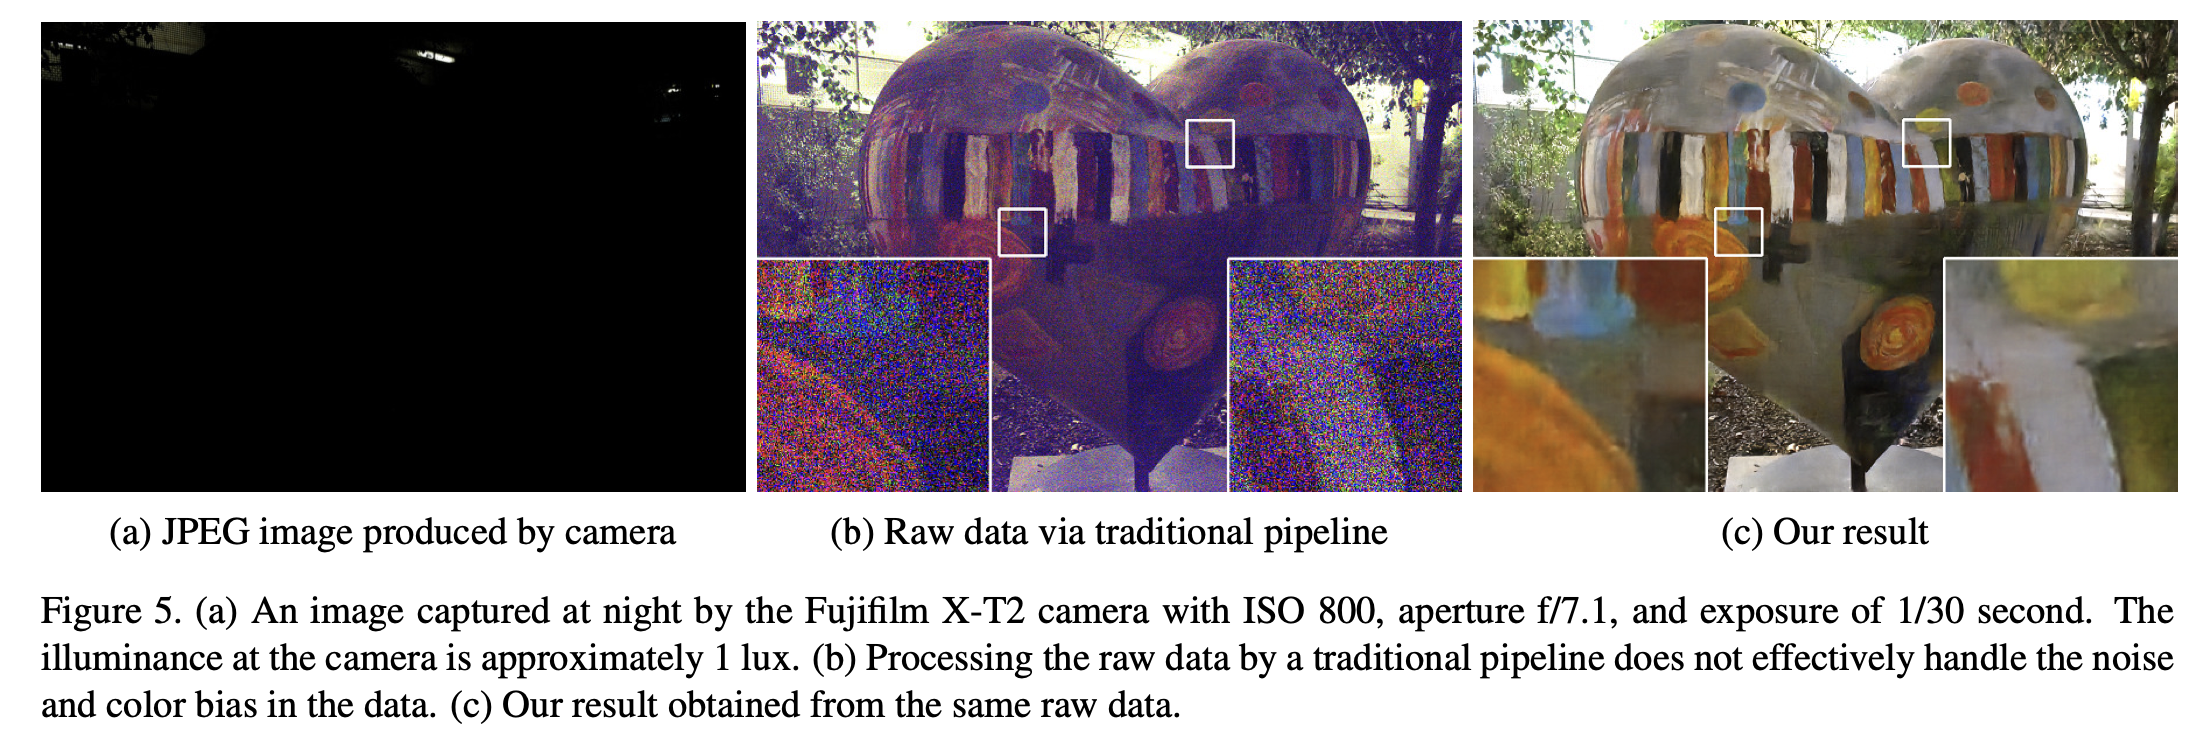 (a) JPEG image produced by camera
(b) Raw data via traditional pipeline
(c) Our result
Figure 5. (a) An image captured at night by the Fujifilm X-T2 camera with ISO 800, aperture f/7.1, and exposure of 1/30 second. The
illuminance at the camera is approximately 1 lux. (b) Processing the raw data by a traditional pipeline does not effectively handle the noise
and color bias in the data. (c) Our result obtained from the same raw data.